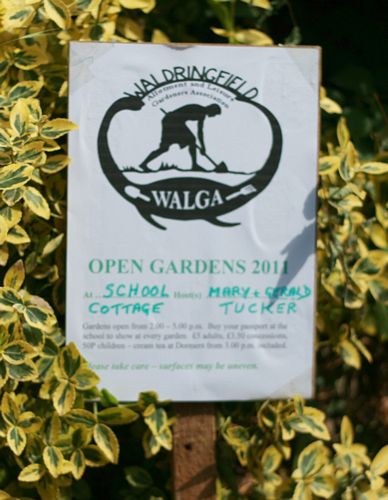 WALDRINGFIELD
Allotment and Leisure
Gardeners Association
WALGA
OPEN GARDENS 2011
At ... SCHOOL Host(s) MARY + GERALD
COTTAGE TUCKER
Gardens open from 2.00 - 5.00 p.m. Buy your passport at the
school to show at every garden. £5 adults, £3.50 concessions,
50P children - cream tea at Dormers from 3.00 p.m. included.
Please take care - surfaces may be uneven.